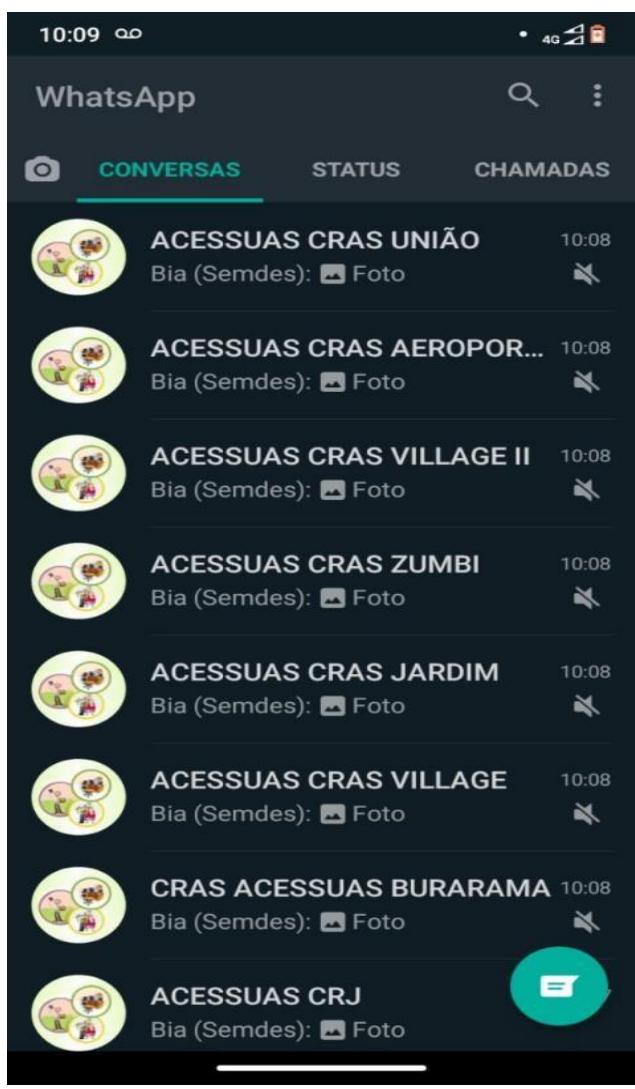 10:09
4G
WhatsApp
CONVERSAS STATUS CHAMADAS
ACESSUAS CRAS UNIÃO 10:08
Bia (Semdes): Foto
ACESSUAS CRAS AEROPOR... 10:08
Bia (Semdes): Foto
ACESSUAS CRAS VILLAGE II 10:08
Bia (Semdes): Foto
ACESSUAS CRAS ZUMBI 10:08
Bia (Semdes): Foto
ACESSUAS CRAS JARDIM 10:08
Bia (Semdes): Foto
ACESSUAS CRAS VILLAGE 10:08
Bia (Semdes): Foto
CRAS ACESSUAS BURARAMA 10:08
Bia (Semdes): Foto
ACESSUAS CRJ
Bia (Semdes): Foto